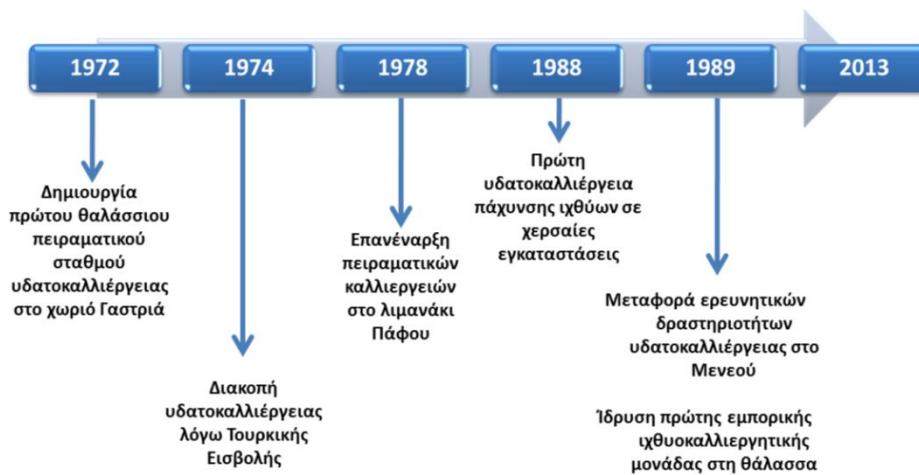 1972
1974
1978
1988
1989
2013
Δημιουργία
πρώτου θαλάσσιου
πειραματικού
σταθμού
υδατοκαλλιέργειας
στο χωριό Γαστριά
Διακοπή
υδατοκαλλιέργειας
λόγω Τουρκικής
Εισβολής
Επανέναρξη
πειραματικών
καλλιεργειών
στο λιμανάκι
Πάφου
Πρώτη
υδατοκαλλιέργεια
πάχυνσης ιχθύων σε
χερσαίες
εγκαταστάσεις
Μεταφορά ερευνητικών
δραστηριοτήτων
υδατοκαλλιέργειας στο
Μενεού
Ίδρυση πρώτης εμπορικής
ιχθυοκαλλιεργητικής
μονάδας στη θάλασσα